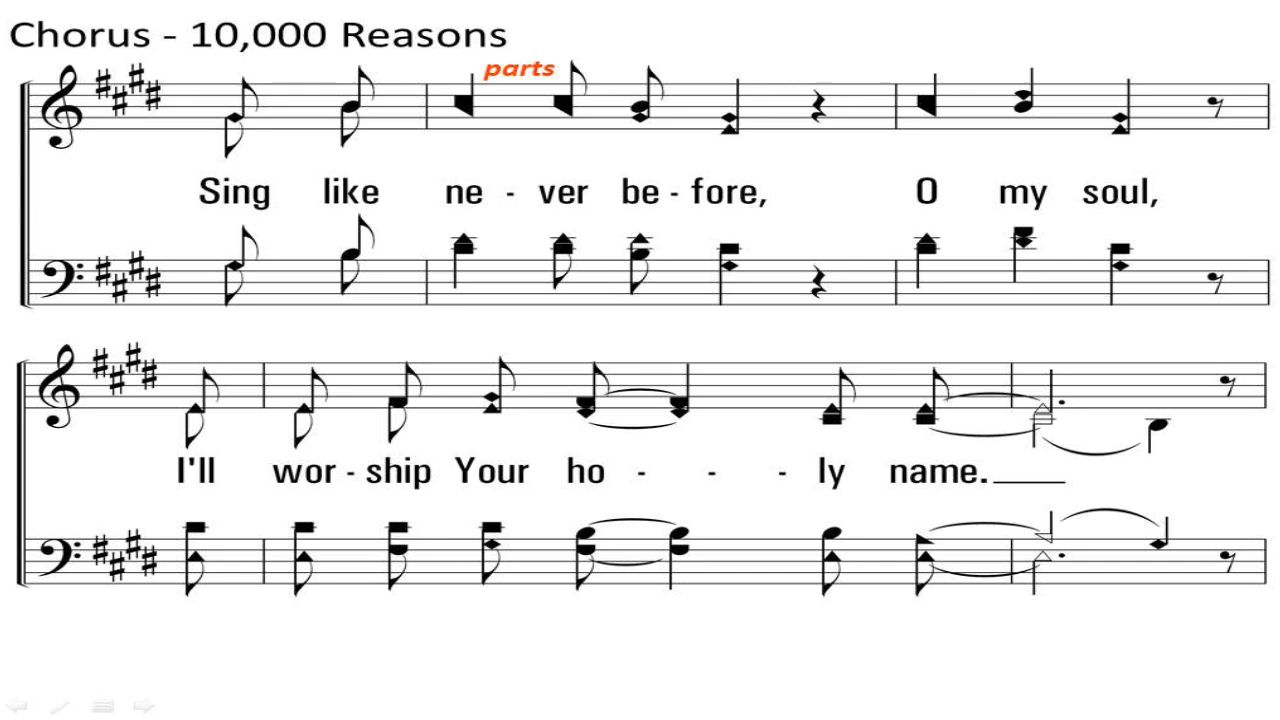 Chorus - 10,000 Reasons
parts
Sing like ne - ver be - fore, O my soul,
I'll wor - ship Your ho - - - ly name.